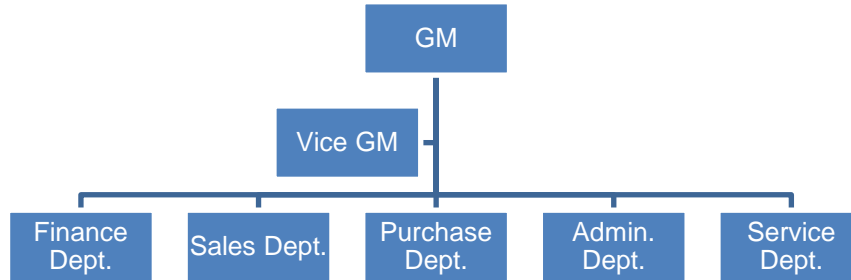 GM
Vice GM
Finance
Dept.
Sales Dept.
Purchase
Dept.
Admin.
Dept.
Service
Dept.